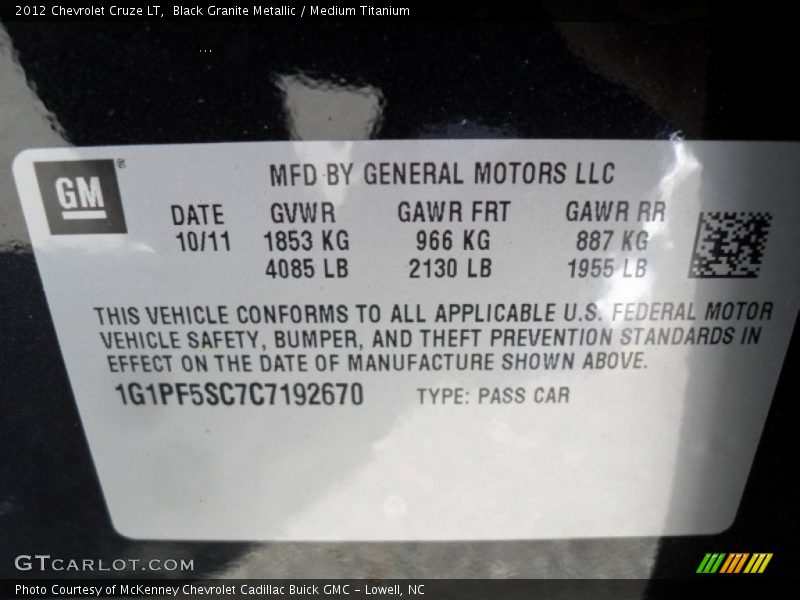 2012 Chevrolet Cruze LT,  Black Granite Metallic / Medium Titanium
GM ®
MFD BY GENERAL MOTORS LLC
DATE GVWR GAWR FRT GAWR RR
10/11 1853 KG 966 KG 887 KG
4085 LB 2130 LB 1955 LB
THIS VEHICLE CONFORMS TO ALL APPLICABLE U.S. FEDERAL MOTOR
VEHICLE SAFETY, BUMPER, AND THEFT PREVENTION STANDARDS IN
EFFECT ON THE DATE OF MANUFACTURE SHOWN ABOVE.
1G1PF5SC7C7192670 TYPE: PASS CAR
GTCARLOT.COM
Photo Courtesy of McKenney Chevrolet Cadillac Buick GMC - Lowell, NC